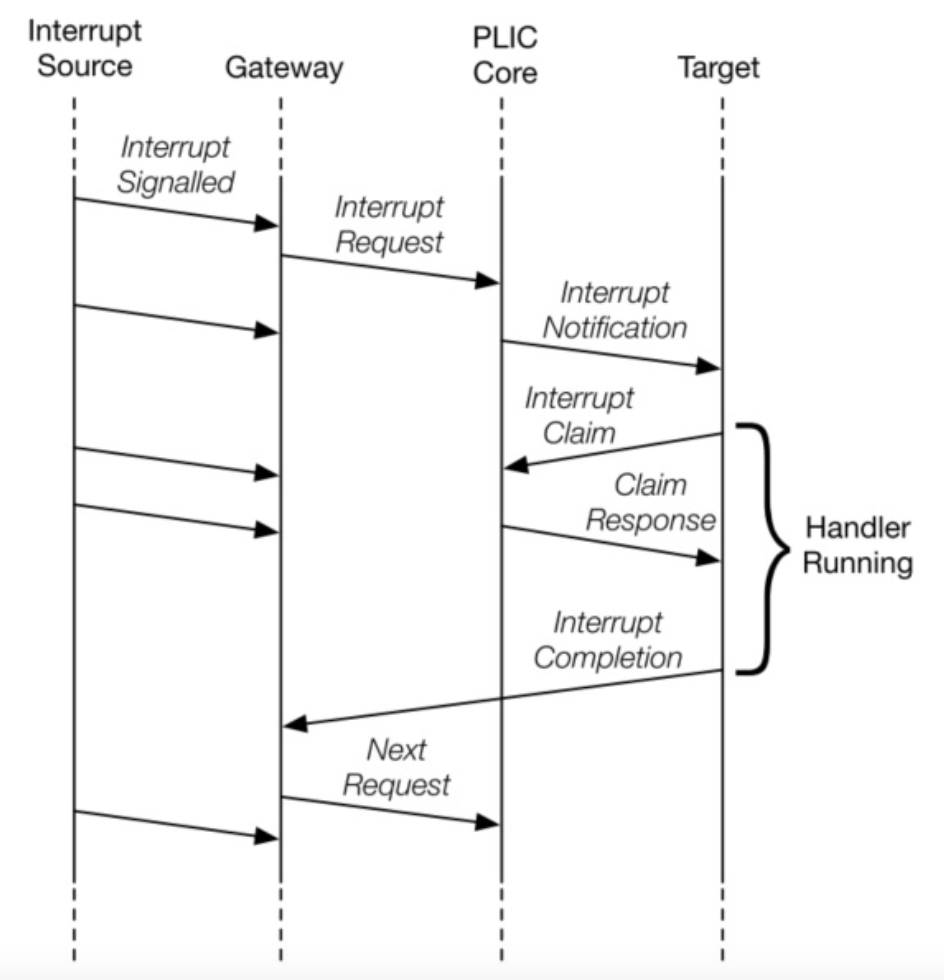 Interrupt
Source
Gateway
PLIC
Core
Target
Interrupt
Signalled
Interrupt
Request
Interrupt
Notification
Interrupt
Claim
Claim
Response
Handler
Running
Interrupt
Completion
Next
Request